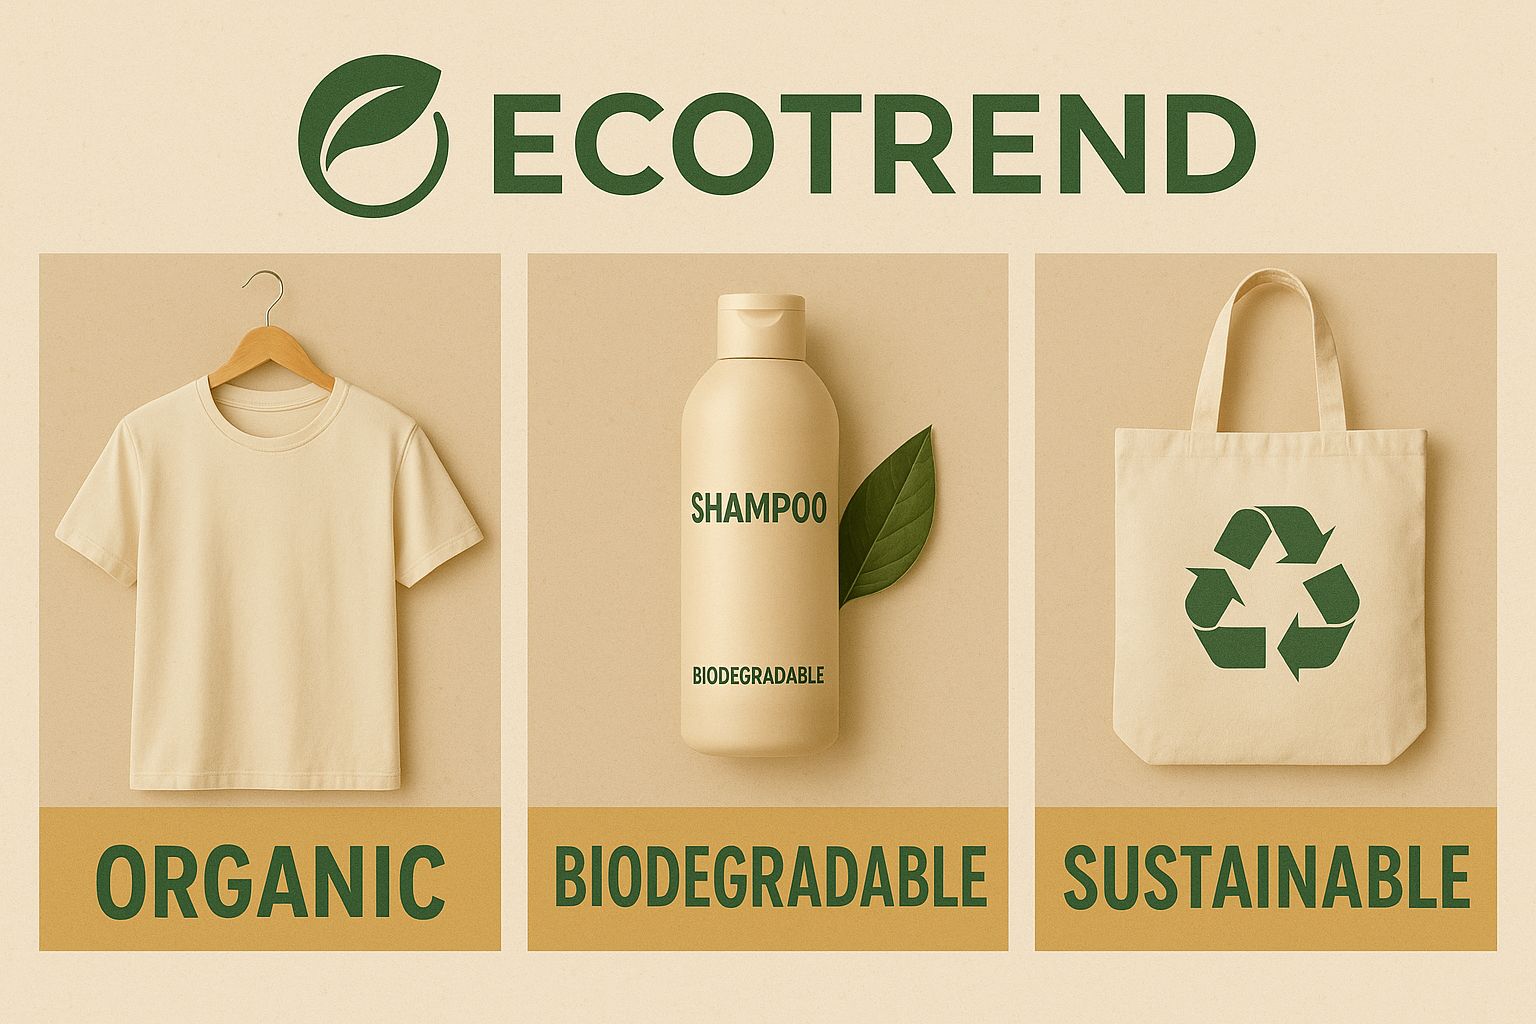 ECOTREND
SHAMPOO
BIODEGRADABLE
ORGANIC
BIODEGRADABLE
SUSTAINABLE